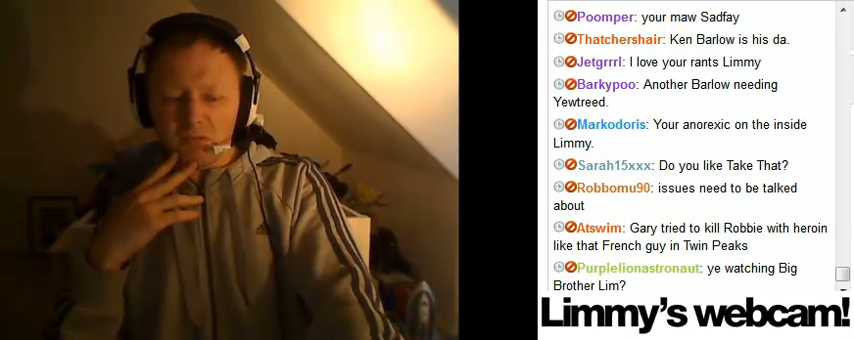 Poomper: your maw Sadfay
Thatchershair: Ken Barlow is his da.
Jetgrrrl: I love your rants Limmy
Barkypoo: Another Barlow needing
Yewtreed.
Markodoris: Your anorexic on the inside
Limmy.
Sarah15xxx: Do you like Take That?
Robbomu90: issues need to be talked
about
Atswim: Gary tried to kill Robbie with heroin
like that French guy in Twin Peaks
Purplelionastronaut: ye watching Big
Brother Lim?
Limmy's webcam!